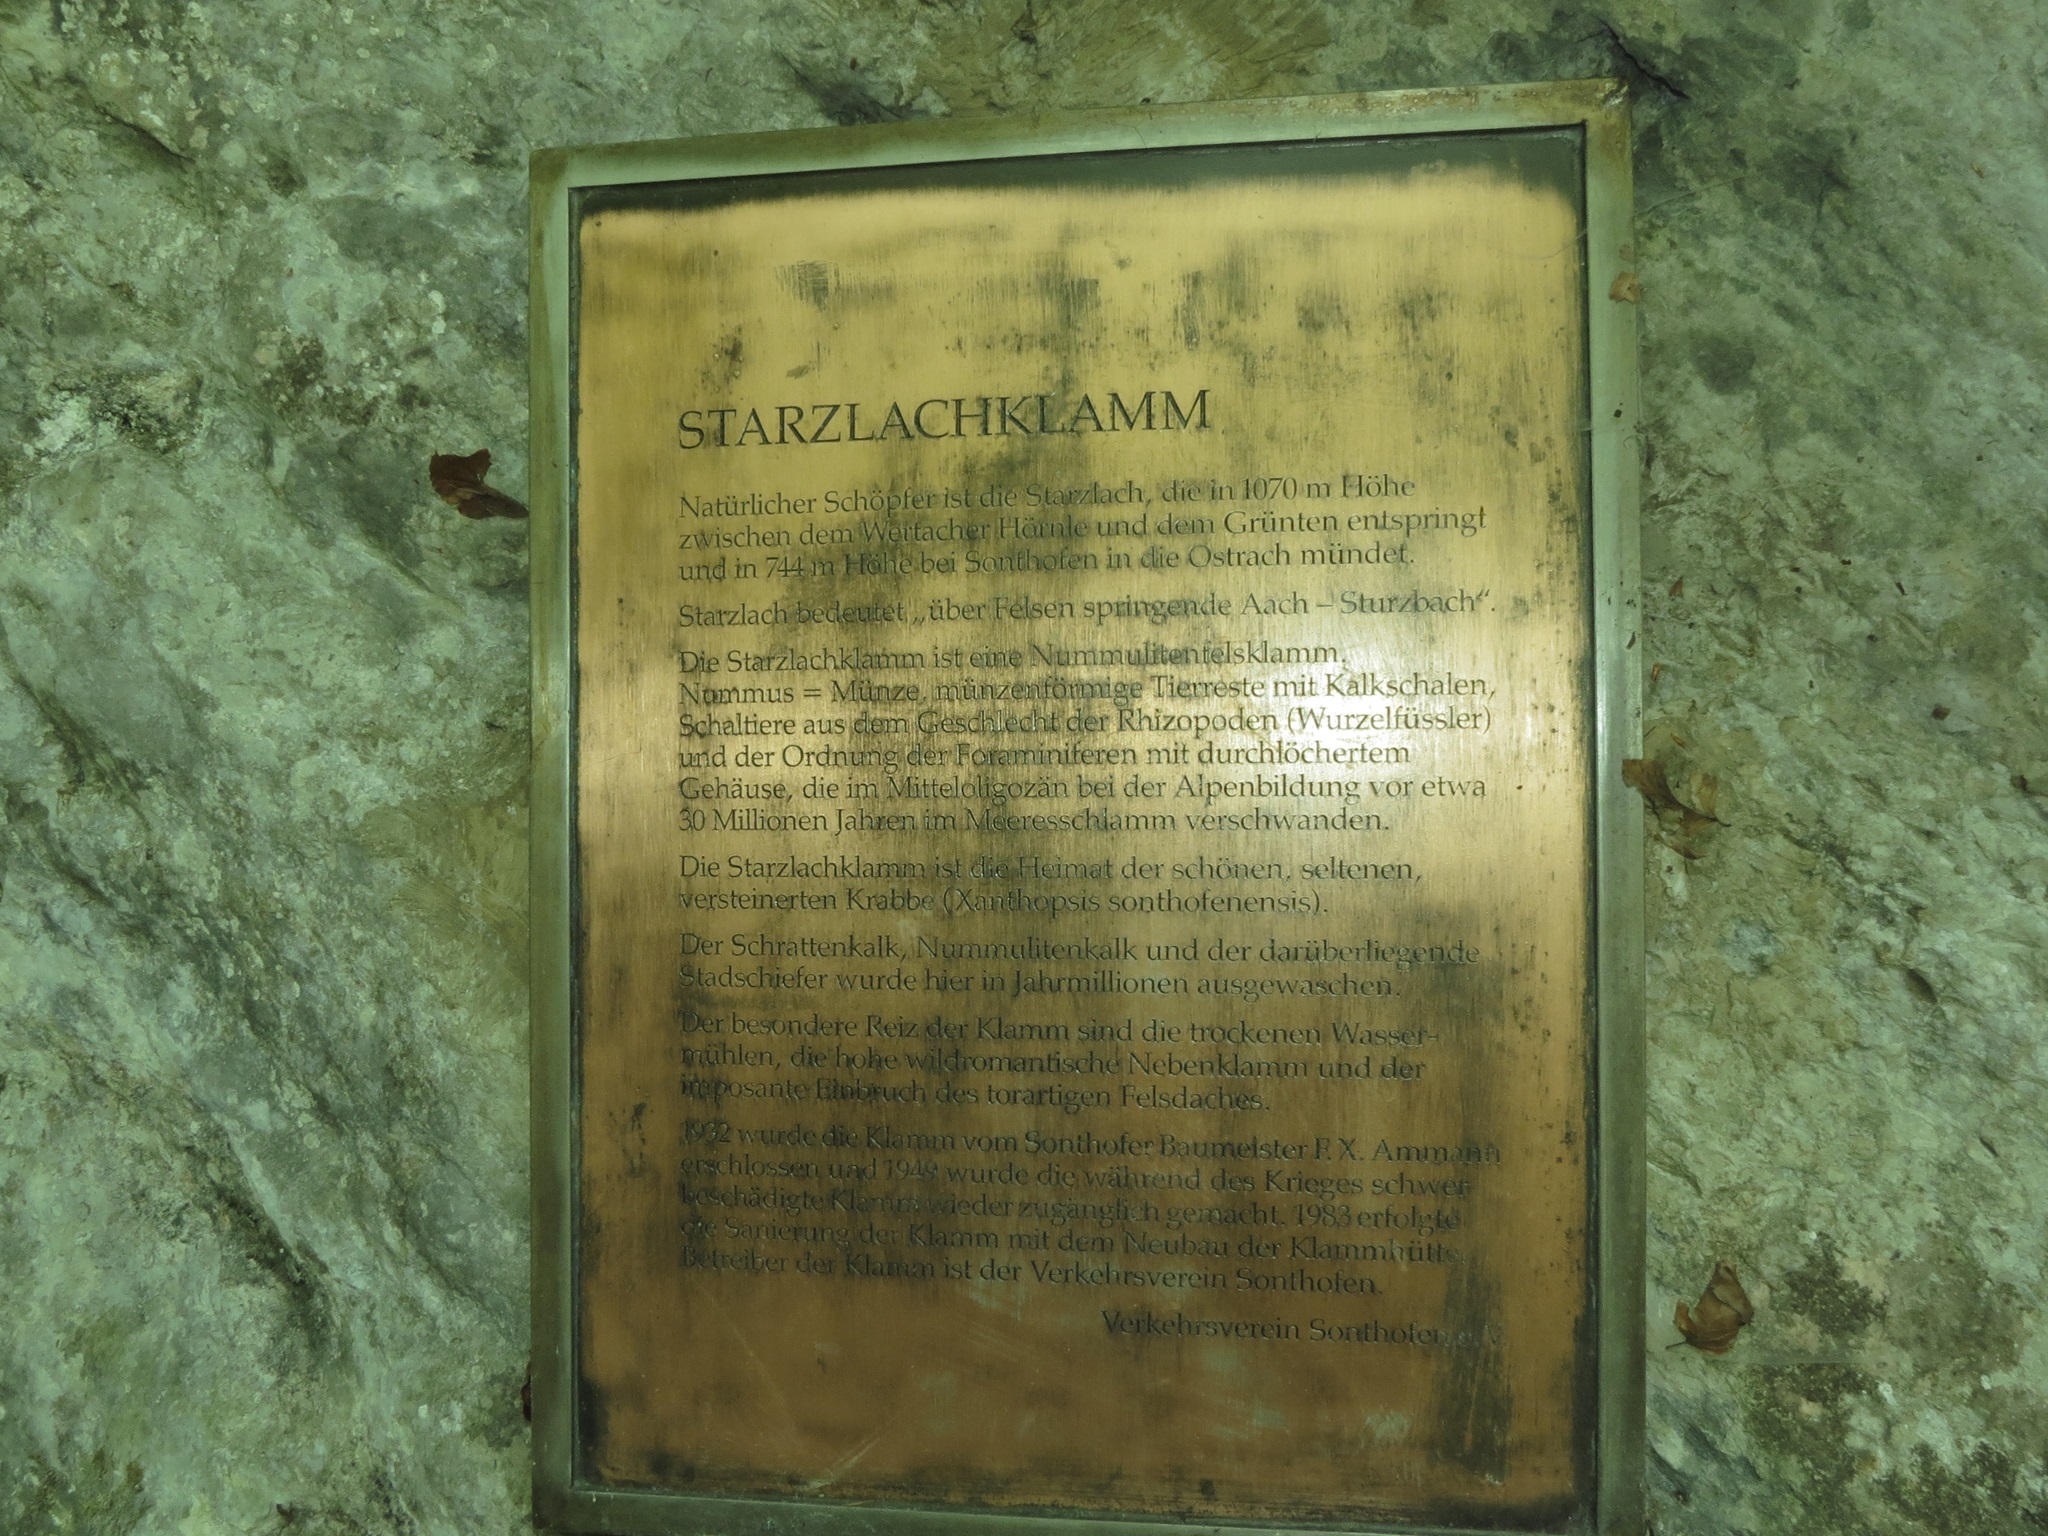 STARZLACHKLAMM
Natürlicher Schöpfer ist die Starzlach, die in 1070 m Höhe
zwischen dem Wertacher Hörnle und dem Grünten entspringt
und in 744 m Höhe bei Sonthofen in die Ostrach mündet.
Starzlach bedeutet „über Felsen springende Aach – Sturzbach“.
Die Starzlachklamm ist eine Nummulitenfelsklamm.
Nummus = Münze, münzenförmige Tierreste mit Kalkschalen,
Schaltiere aus dem Geschlecht der Rhizopoden (Wurzelfüssler)
und der Ordnung der Foraminiferen mit durchlöchertem
Gehäuse, die im Mitteloligozän bei der Alpenbildung vor etwa
30 Millionen Jahren im Meeresschlamm verschwanden.
Die Starzlachklamm ist die Heimat der schönen, seltenen,
versteinerten Krabbe (Xanthopsis sonthofenensis).
Der Schrattenkalk, Nummulitenkalk und der darüberliegende
Stadschiefer wurde hier in Jahrmillionen ausgewaschen.
Der besondere Reiz der Klamm sind die trockenen Wasser-
mühlen, die hohe wildromantische Nebenklamm und der
imposante Einbruch des torartigen Felsdaches.
1932 wurde die Klamm vom Sonthofer Baumeister F. X. Ammann
erschlossen und 1949 wurde die während des Krieges schwer
beschädigte Klamm wieder zugänglich gemacht. 1983 erfolgte
die Sanierung der Klamm mit dem Neubau der Klammhütte.
Betreiber der Klamm ist der Verkehrsverein Sonthofen.
Verkehrsverein Sonthofen e.V.